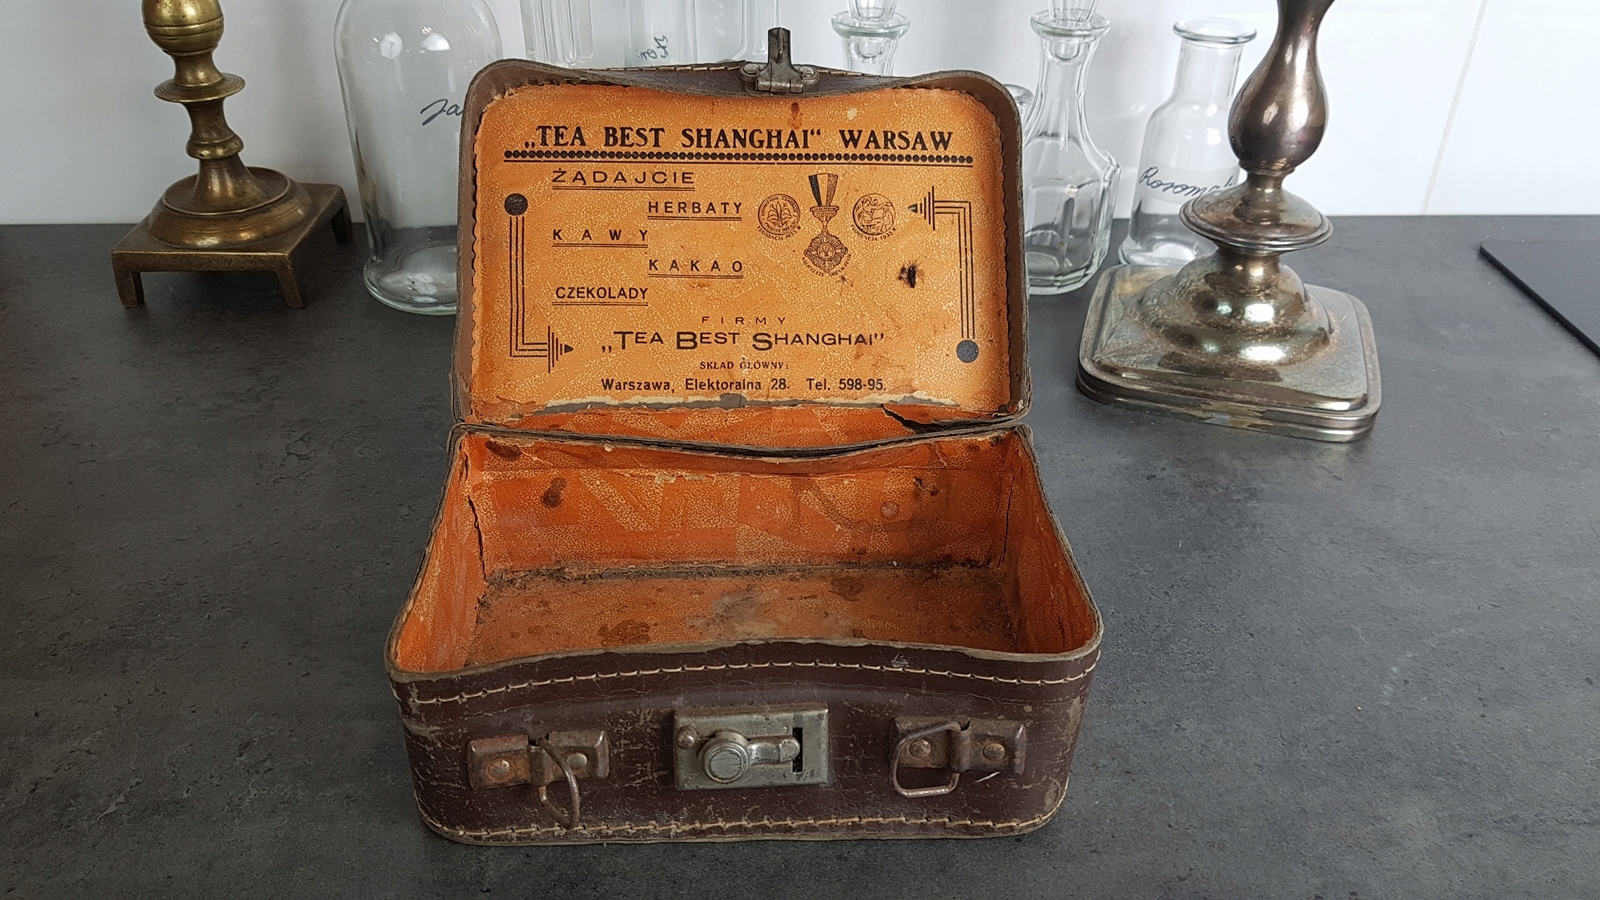 „TEA BEST SHANGHAI“ WARSAW
ŻĄDAJCIE
HERBATY
KAWY
KAKAO
CZEKOLADY
FIRMY
„TEA BEST SHANGHAI”
SKŁAD GŁÓWNY:
Warszawa, Elektoralna 28. Tel. 598-95.